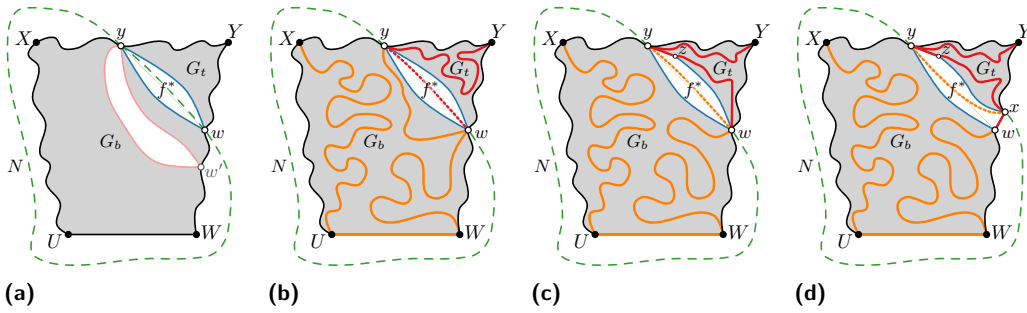 X y Y
G_t
f*
w
G_b
w′
N
U W
(a)
X y Y
G_t
f*
w
G_b
U W
(b)
X y z Y
G_t
f*
w
G_b
U W
(c)
X y z Y
G_t
f*
x
w
G_b
N
U W
(d)